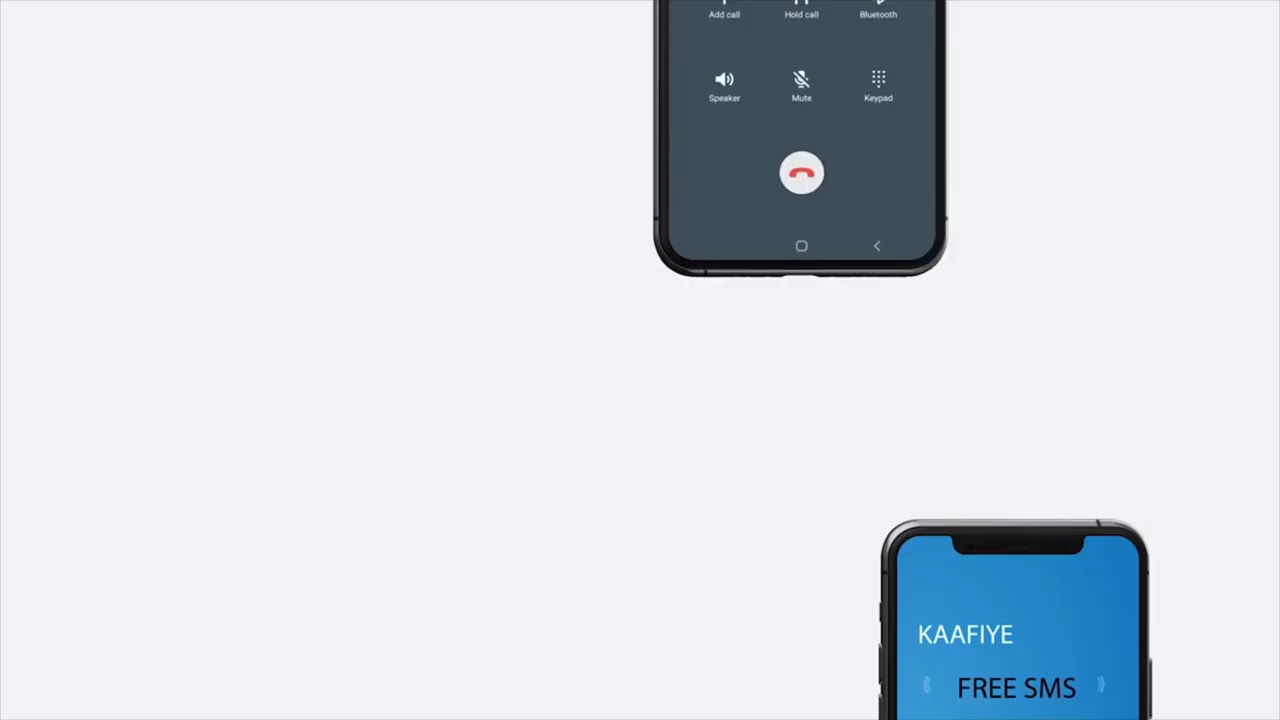 Add call Hold call Bluetooth
Speaker Mute Keypad
KAAFIYE
FREE SMS